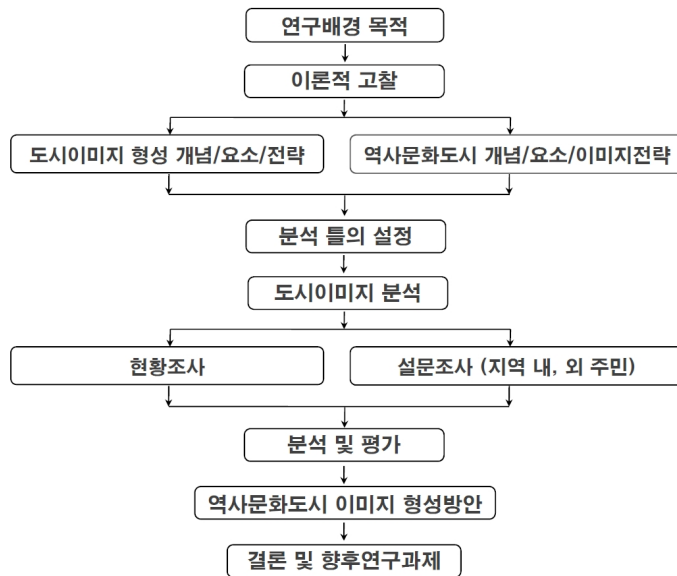 연구배경 목적
이론적 고찰
도시이미지 형성 개념/요소/전략
역사문화도시 개념/요소/이미지전략
분석 틀의 설정
도시이미지 분석
현황조사
설문조사 (지역 내, 외 주민)
분석 및 평가
역사문화도시 이미지 형성방안
결론 및 향후연구과제